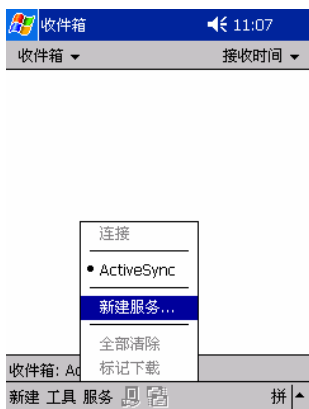 收件箱 11:07
收件箱 接收时间
连接
ActiveSync
新建服务...
全部清除
标记下载
收件箱: Ac
新建 工具 服务 拼